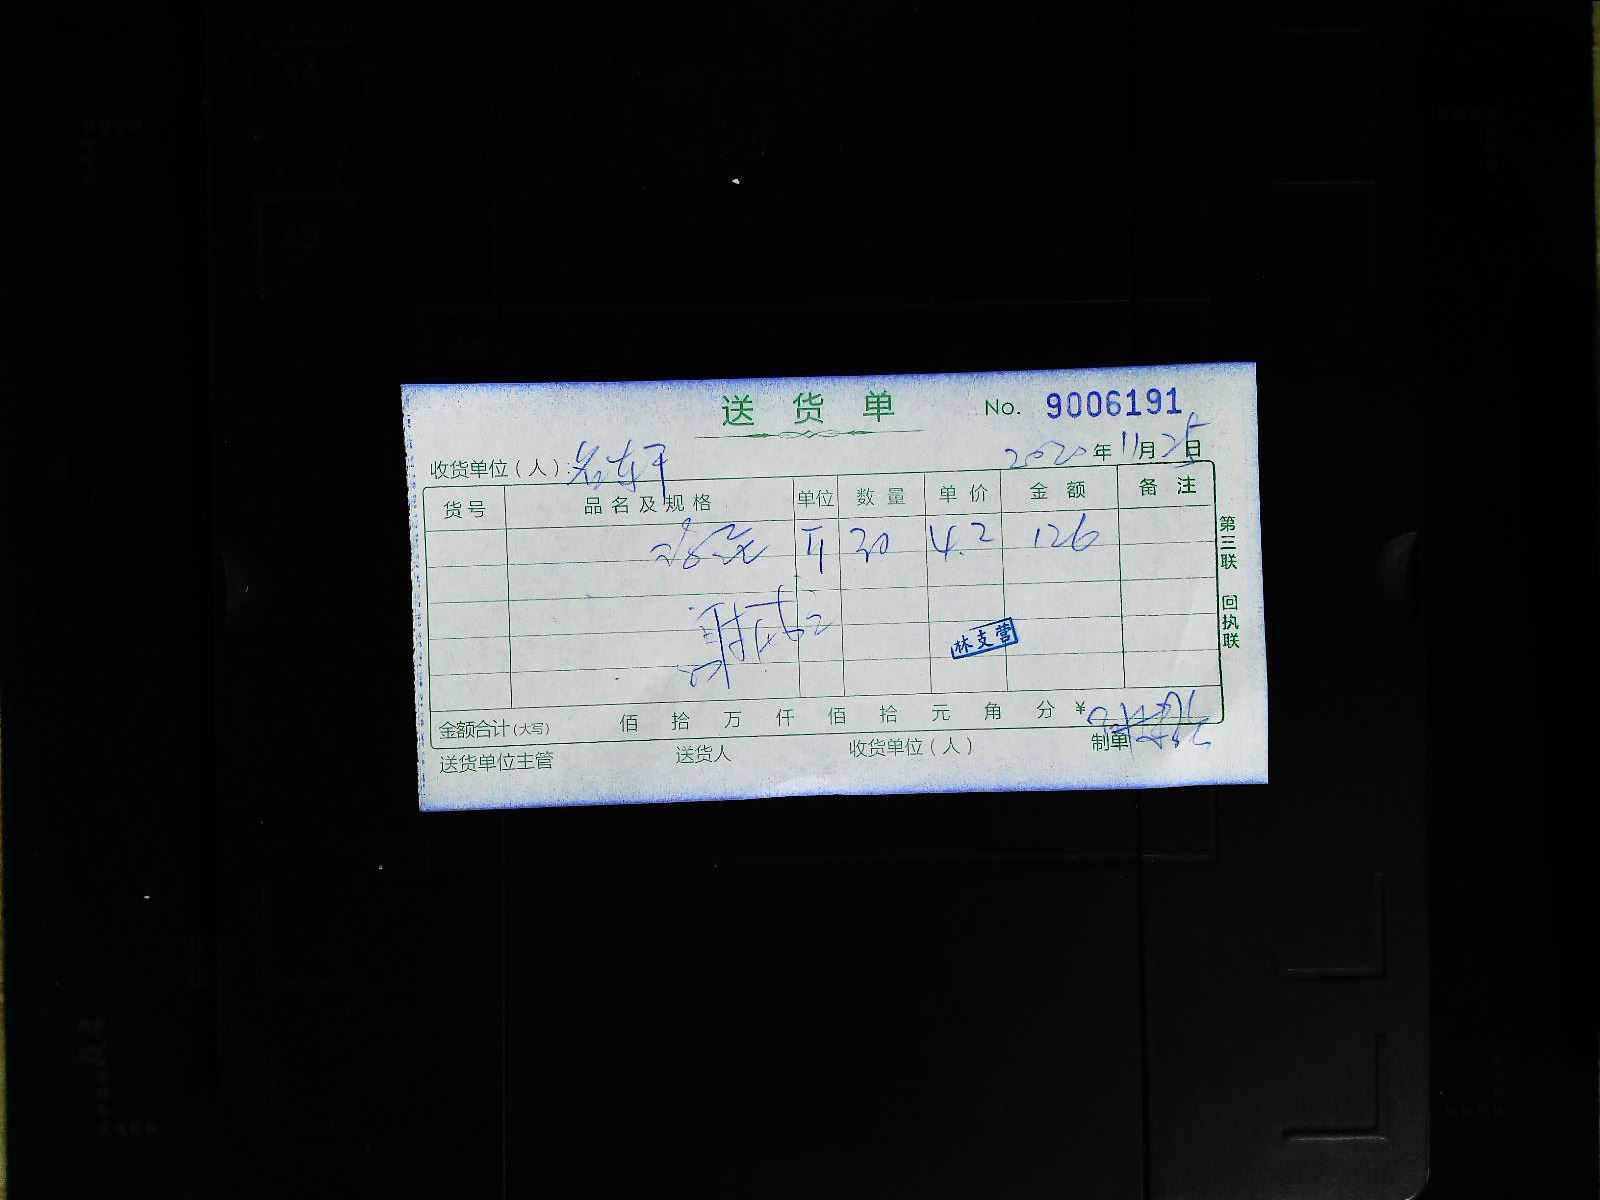 送货单 No. 9006191
2020年11月25日
收货单位（人）：名轩
货号 品名及规格 单位 数量 单价 金额 备注
斤 30 4.2 126
林支营
金额合计(大写) 佰 拾 万 仟 佰 拾 元 角 分 ¥
送货单位主管 送货人 收货单位（人） 制单
第三联 回执联